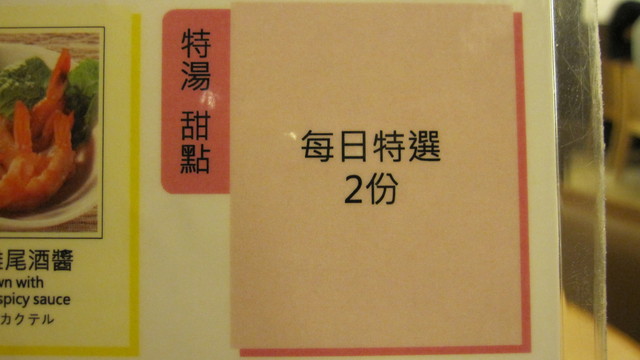 特湯 甜點
每日特選
2份
尾酒醬
with
spicy sauce
カクテル